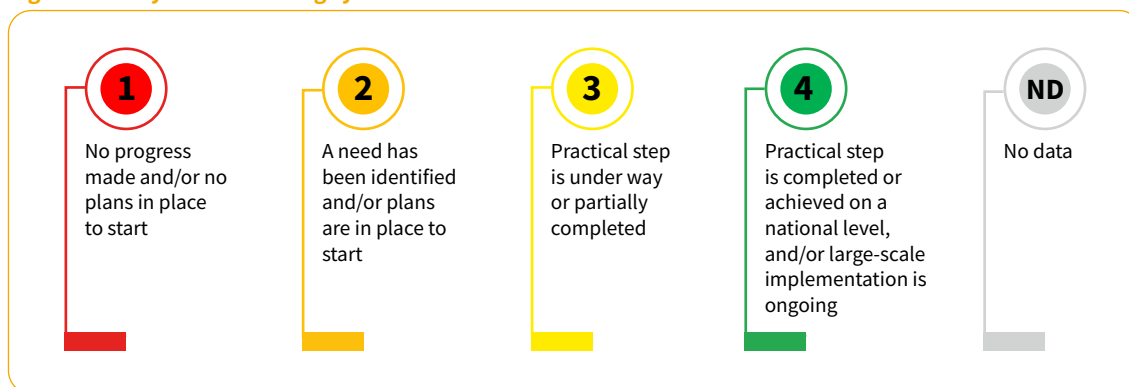 1
No progress
made and/or no
plans in place
to start
2
A need has
been identified
and/or plans
are in place to
start
3
Practical step
is under way
or partially
completed
4
Practical step
is completed or
achieved on a
national level,
and/or large-scale
implementation is
ongoing
ND
No data